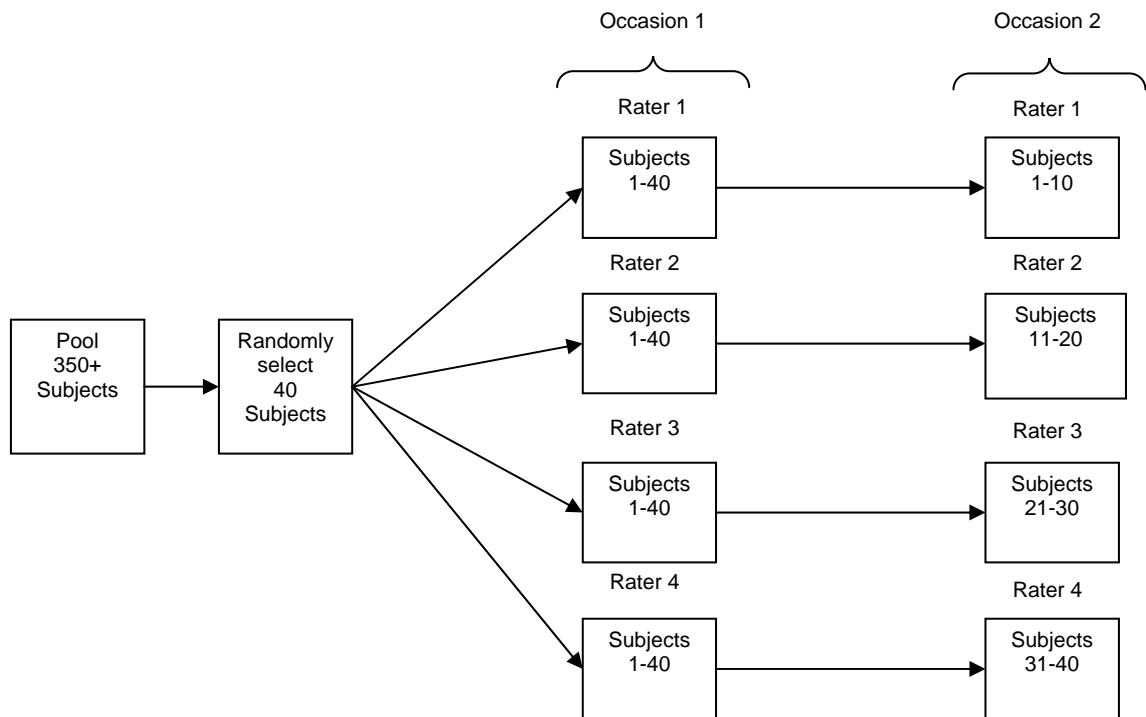 Occasion 1
Occasion 2
Rater 1
Rater 1
Subjects
1-40
Subjects
1-10
Rater 2
Rater 2
Pool
350+
Subjects
Randomly
select
40
Subjects
Subjects
1-40
Subjects
11-20
Rater 3
Rater 3
Subjects
1-40
Subjects
21-30
Rater 4
Rater 4
Subjects
1-40
Subjects
31-40